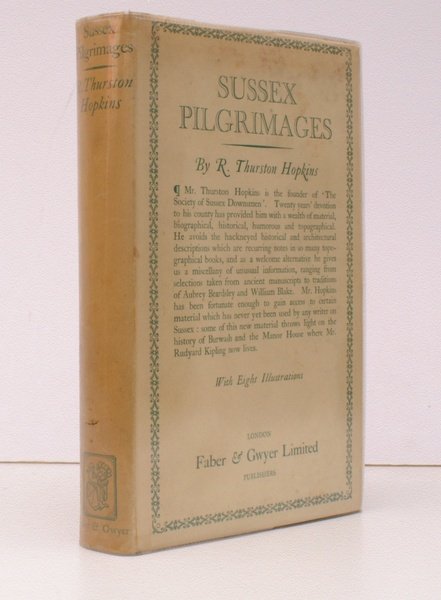 Sussex
Pilgrimages
R. Thurston
Hopkins
& Gwyer
SUSSEX
PILGRIMAGES
By R. Thurston Hopkins
¶ Mr. Thurston Hopkins is the founder of ‘The
Society of Sussex Downsmen’. Twenty years’ devotion
to his county has provided him with a wealth of material,
biographical, historical, humorous and topographical.
He avoids the hackneyed historical and architectural
descriptions which are recurring notes in so many topo-
graphical books, and as a welcome alternative he gives
us a miscellany of unusual information, ranging from
selections taken from ancient manuscripts to traditions
of Aubrey Beardsley and William Blake. Mr. Hopkins
has been fortunate enough to gain access to certain
material which has never yet been used by any writer on
Sussex : some of this new material throws light on the
history of Burwash and the Manor House where Mr.
Rudyard Kipling now lives.
With Eight Illustrations
LONDON
Faber & Gwyer Limited
PUBLISHERS